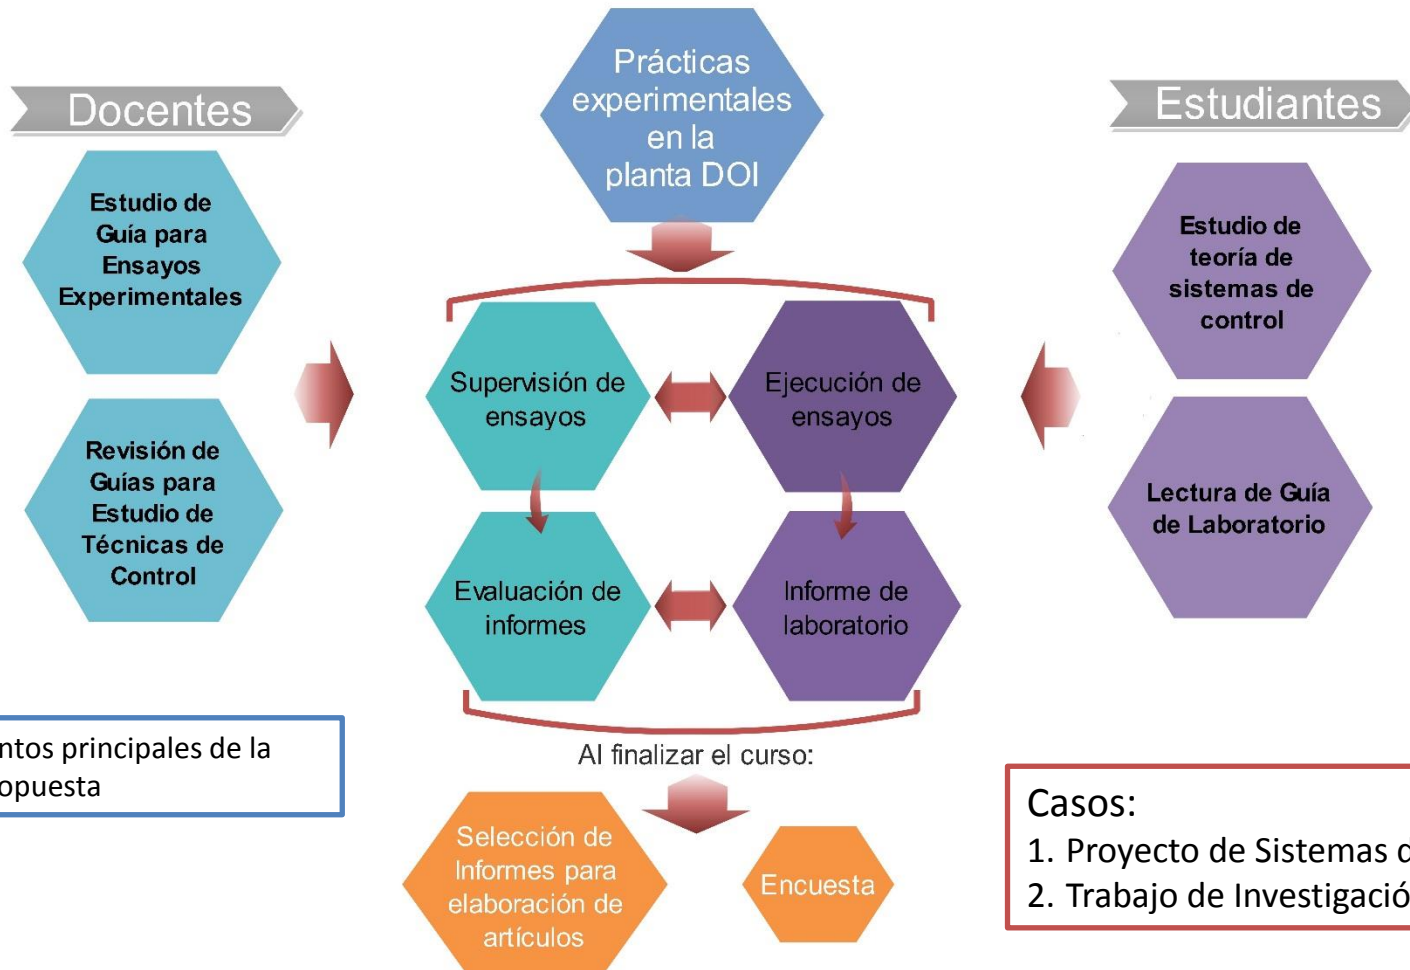 Prácticas
experimentales
en la
planta DOI
Docentes
Estudiantes
Estudio de
Guía para
Ensayos
Experimentales
Revisión de
Guías para
Estudio de
Técnicas de
Control
Supervisión de
ensayos
Ejecución de
ensayos
Evaluación de
informes
Informe de
laboratorio
Estudio de
teoría de
sistemas de
control
Lectura de Guía
de Laboratorio
principales de la
Al finalizar el curso:
Selección de
Informes para
elaboración de
artículos
Encuesta
Casos:
1. Proyecto de Sistemas
2. Trabajo de